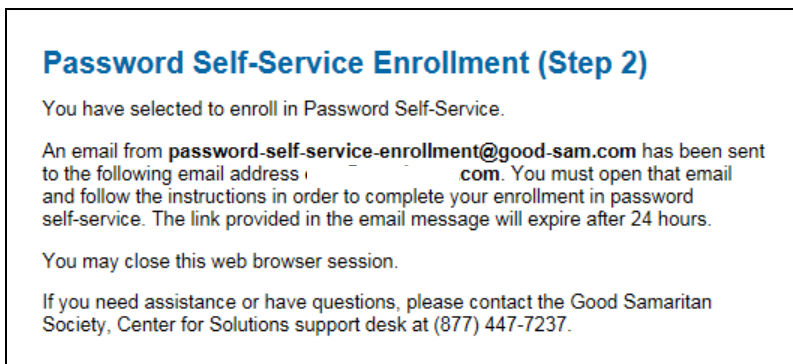 Password Self-Service Enrollment (Step 2)
You have selected to enroll in Password Self-Service.
An email from password-self-service-enrollment@good-sam.com has been sent
to the following email address .com. You must open that email
and follow the instructions in order to complete your enrollment in password
self-service. The link provided in the email message will expire after 24 hours.
You may close this web browser session.
If you need assistance or have questions, please contact the Good Samaritan
Society, Center for Solutions support desk at (877) 447-7237.